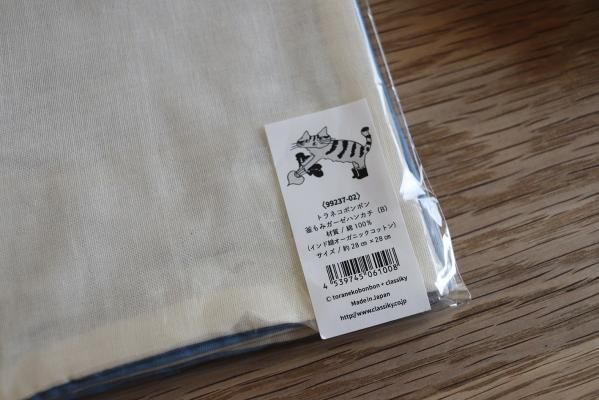 《99237-02》
トラネコボンボン
釜もみガーゼハンカチ (B)
材質/綿100%
(インド綿オーガニックコットン)
サイズ/約28㎝×28㎝
4 539745 061008
© toranekobonbon・classiky
Made in Japan
http://www.classiky.co.jp